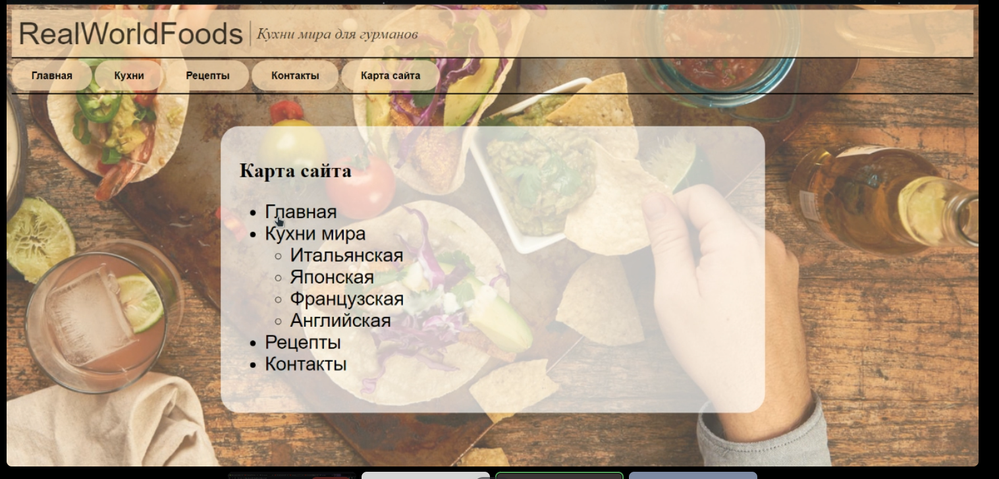 RealWorldFoods Кухни мира для гурманов
Главная Кухни Рецепты Контакты Карта сайта
Карта сайта
Главная
Кухни мира
Итальянская
Японская
Французская
Английская
Рецепты
Контакты